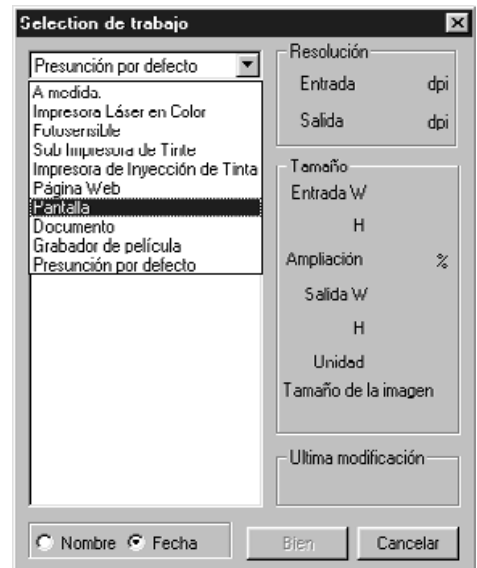 Selection de trabajo
Presunción por defecto
A medida.
Impresora Láser en Color
Fotosensible
Sub Impresora de Tinte
Impresora de Inyección de Tinta
Página Web
Pantalla
Documento
Grabador de película
Presunción por defecto
Nombre Fecha
Resolución
Entrada dpi
Salida dpi
Tamaño
Entrada W
H
Ampliación %
Salida W
H
Unidad
Tamaño de la imagen
Ultima modificación
Bien Cancelar